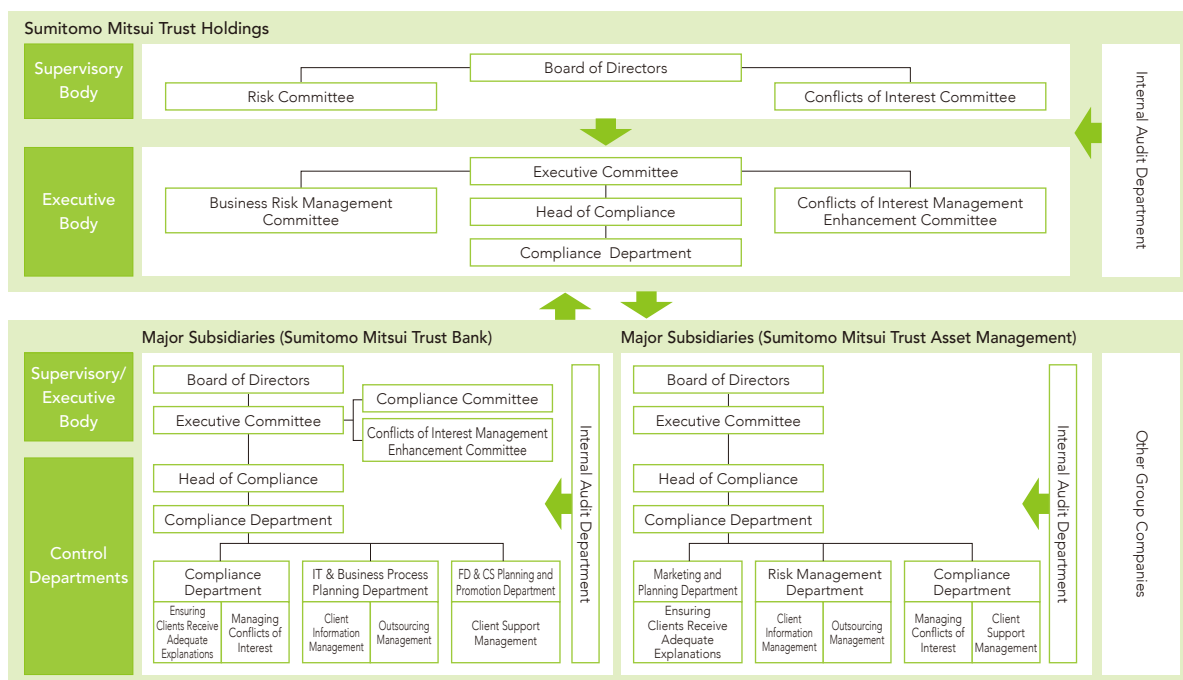 Sumitomo Mitsui Trust Holdings
Supervisory
Body
Board of Directors
Risk Committee
Conflicts of Interest Committee
Internal Audit Department
Executive
Body
Executive Committee
Business Risk Management
Committee
Head of Compliance
Conflicts of Interest Management
Enhancement Committee
Compliance Department
Major Subsidiaries (Sumitomo Mitsui Trust Bank)
Supervisory/
Executive
Body
Board of Directors
Executive Committee
Compliance Committee
Conflicts of Interest Management
Enhancement Committee
Control
Departments
Head of Compliance
Compliance Department
Compliance
Department
Ensuring
Clients Receive
Adequate
Explanations
Managing
Conflicts of
Interest
IT & Business Process
Planning Department
Client
Information
Management
Outsourcing
Management
FD & CS Planning and
Promotion Department
Client Support
Management
Internal Audit Department
Major Subsidiaries (Sumitomo Mitsui Trust Asset Management)
Board of Directors
Executive Committee
Head of Compliance
Compliance Department
Marketing and
Planning Department
Ensuring
Clients Receive
Adequate
Explanations
Risk Management
Department
Client
Information
Management
Outsourcing
Management
Compliance
Department
Managing
Conflicts of
Interest
Client
Support
Management
Internal Audit Department
Other Group Companies